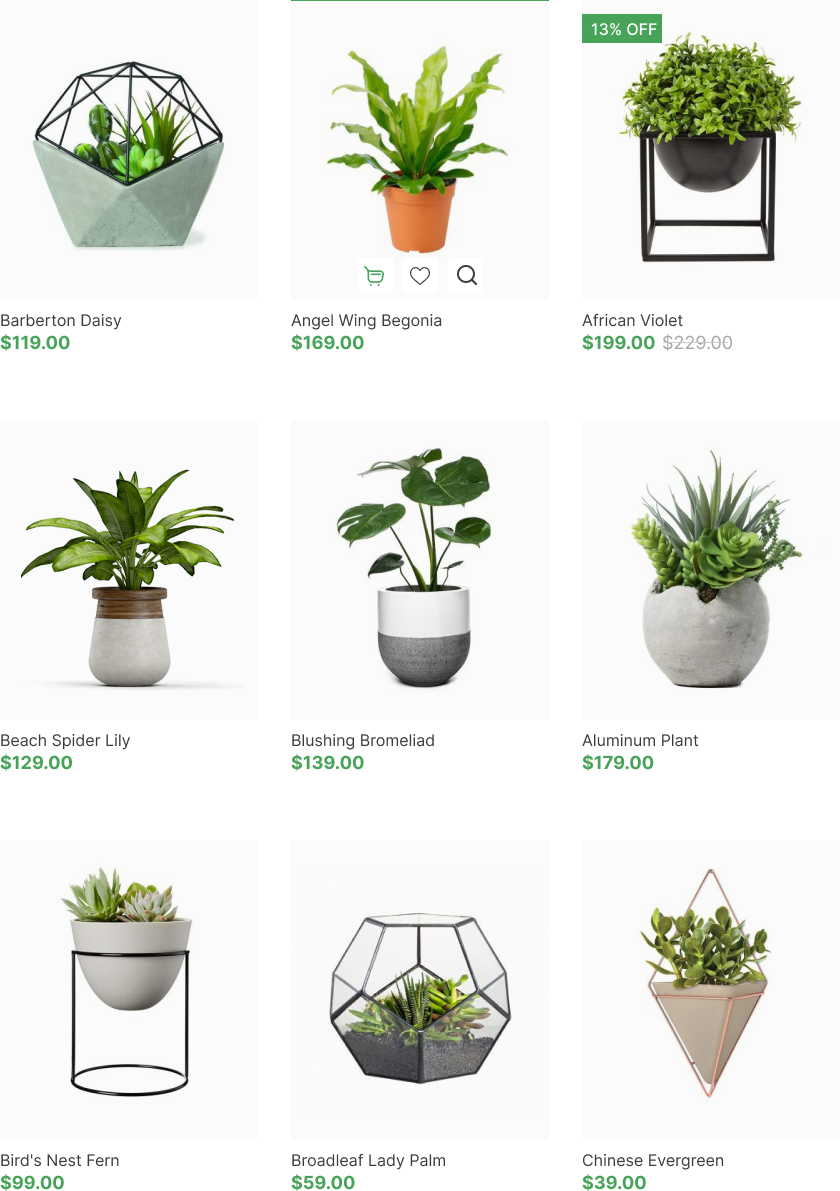 13% OFF
Barberton Daisy
$119.00
Angel Wing Begonia
$169.00
African Violet
$199.00 $229.00
Beach Spider Lily
$129.00
Blushing Bromeliad
$139.00
Aluminum Plant
$179.00
Bird's Nest Fern
$99.00
Broadleaf Lady Palm
$59.00
Chinese Evergreen
$39.00